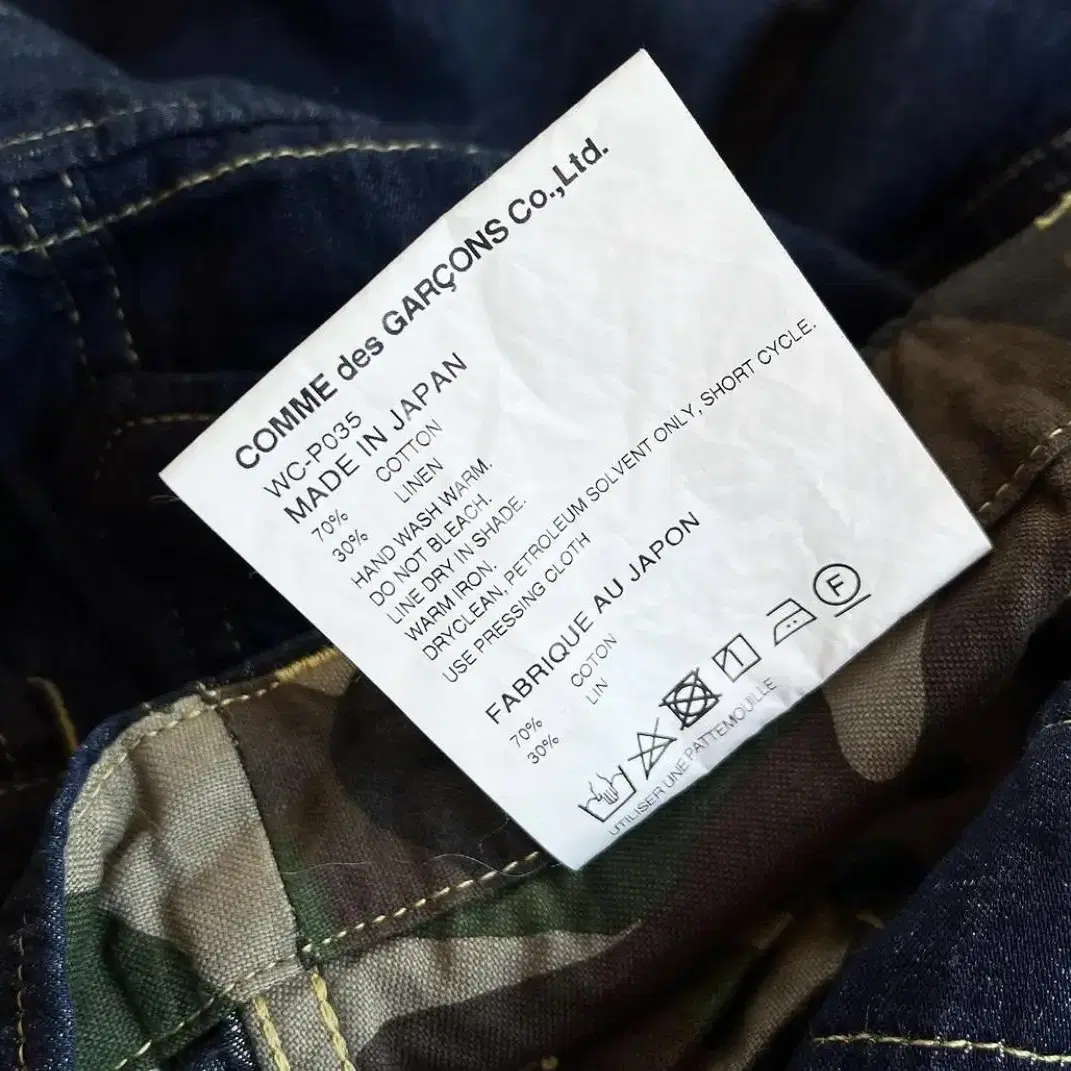 COMME des GARÇONS Co.,Ltd.
WC-P035
MADE IN JAPAN
70% COTTON
30% LINEN
HAND WASH WARM.
DO NOT BLEACH.
LINE DRY IN SHADE.
WARM IRON.
DRYCLEAN, PETROLEUM SOLVENT ONLY, SHORT CYCLE.
USE PRESSING CLOTH
FABRIQUE AU JAPON
70% COTON
30% LIN
F
UTILISER UNE PATTEMOUILLE